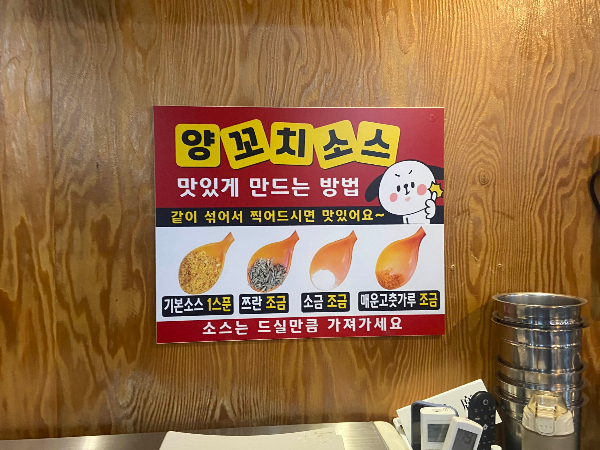 양꼬치소스
맛있게 만드는 방법
같이 섞어서 찍어드시면 맛있어요~
기본소스 1스푼 쯔란 조금 소금 조금 매운고춧가루 조금
소스는 드실만큼 가져가세요